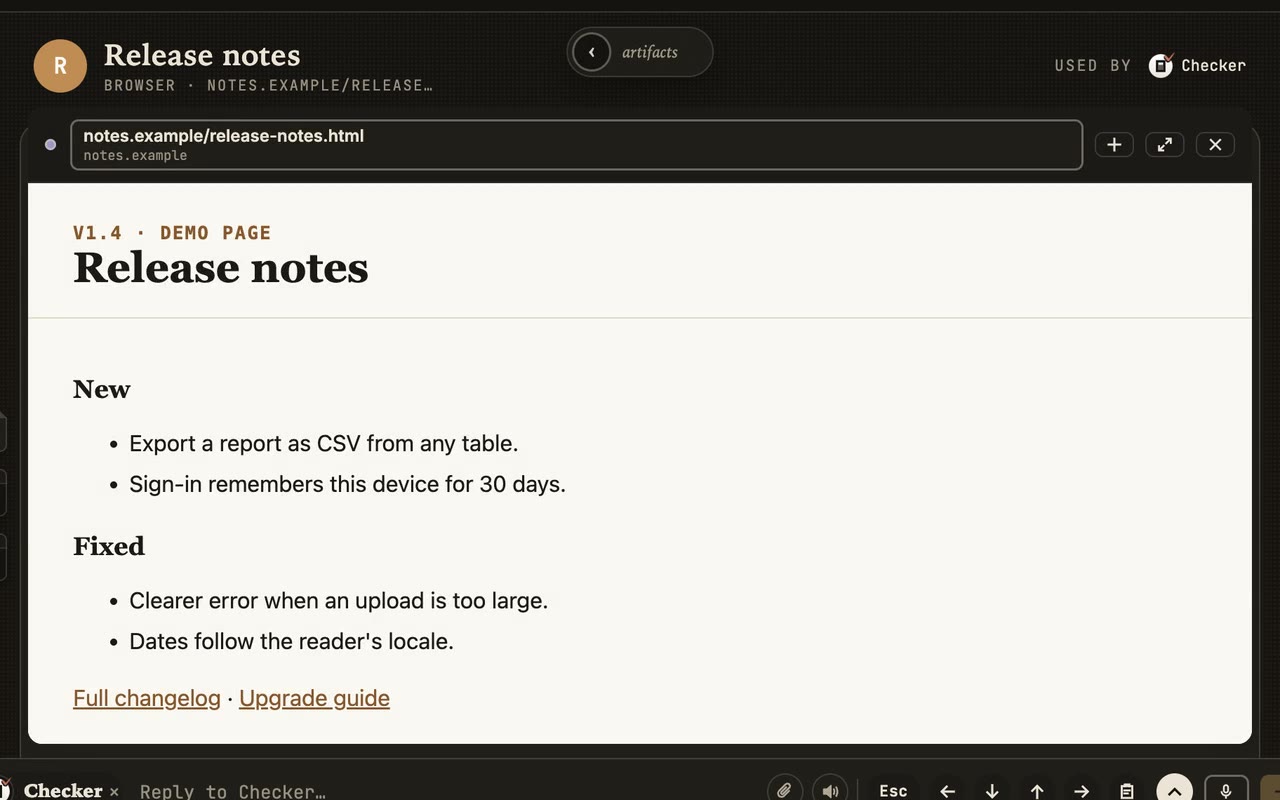 R
Release notes
BROWSER · NOTES.EXAMPLE/RELEASE…
artifacts
USED BY Checker
notes.example/release-notes.html
notes.example
V1.4 · DEMO PAGE
Release notes
New
• Export a report as CSV from any table.
• Sign-in remembers this device for 30 days.
Fixed
• Clearer error when an upload is too large.
• Dates follow the reader's locale.
Full changelog · Upgrade guide
Checker × Reply to Checker… Esc